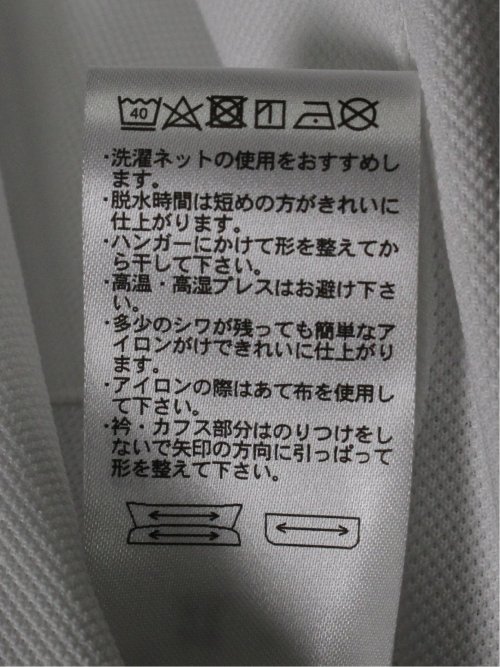 40
・洗濯ネットの使用をおすすめし
ます。
・脱水時間は短めの方がきれいに
仕上がります。
・ハンガーにかけて形を整えてか
ら干して下さい。
・高温・高湿プレスはお避け下さ
い。
・多少のシワが残っても簡単なア
イロンがけできれいに仕上がり
ます。
・アイロンの際はあて布を使用し
て下さい。
・衿・カフス部分はのりつけをし
ないで矢印の方向に引っぱって
形を整えて下さい。